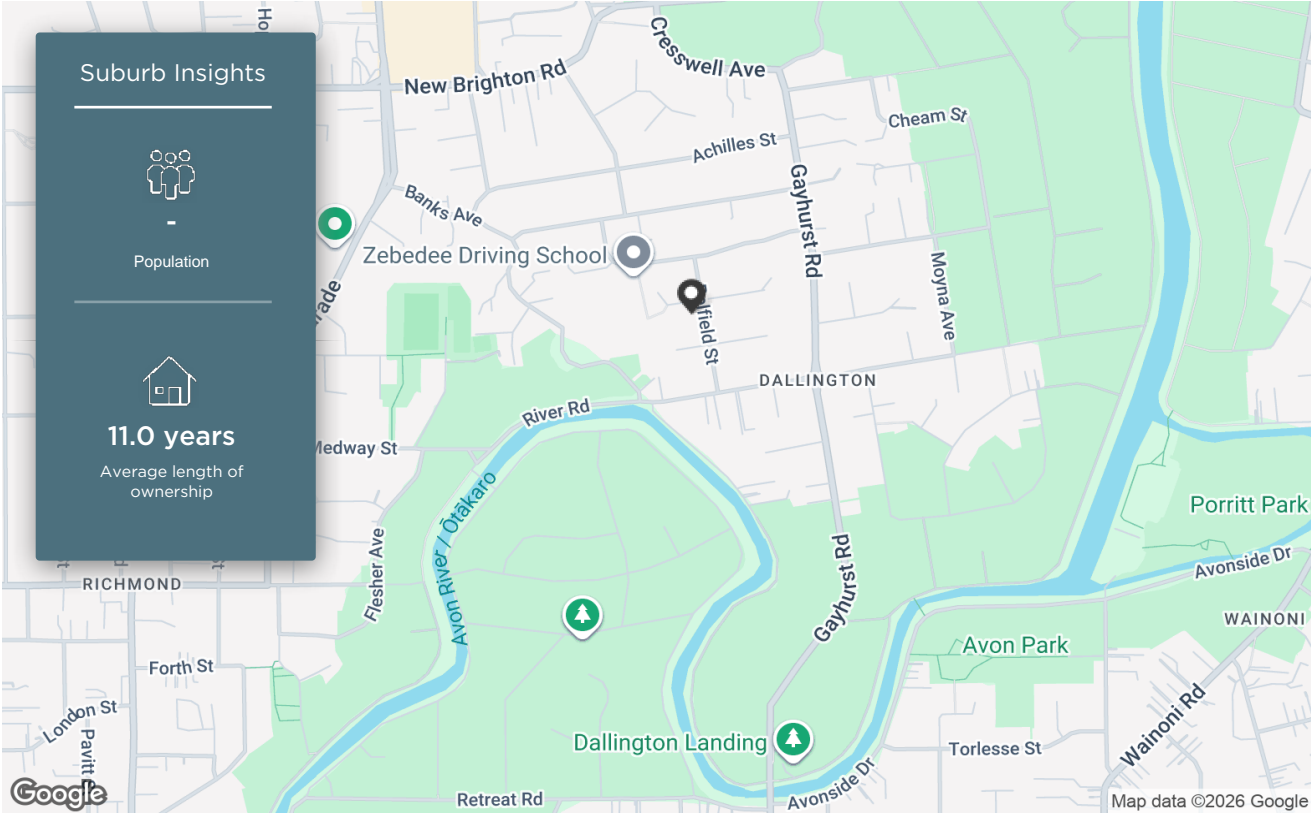 Suburb Insights
-
Population
11.0 years
Average length of
ownership
New Brighton Rd
Cresswell Ave
Cheam St
Achilles St
Banks Ave
Gayhurst Rd
Zebedee Driving School
Moyna Ave
DALLINGTON
River Rd
Medway St
Avon River / Ōtākaro
Porritt Park
Flesher Ave
Gayhurst Rd
Avonside Dr
RICHMOND
WAINONI
Avon Park
Forth St
London St
Pavitt
Wainoni Rd
Dallington Landing
Torlesse St
Avonside Dr
Retreat Rd
Google
Map data ©2026 Google